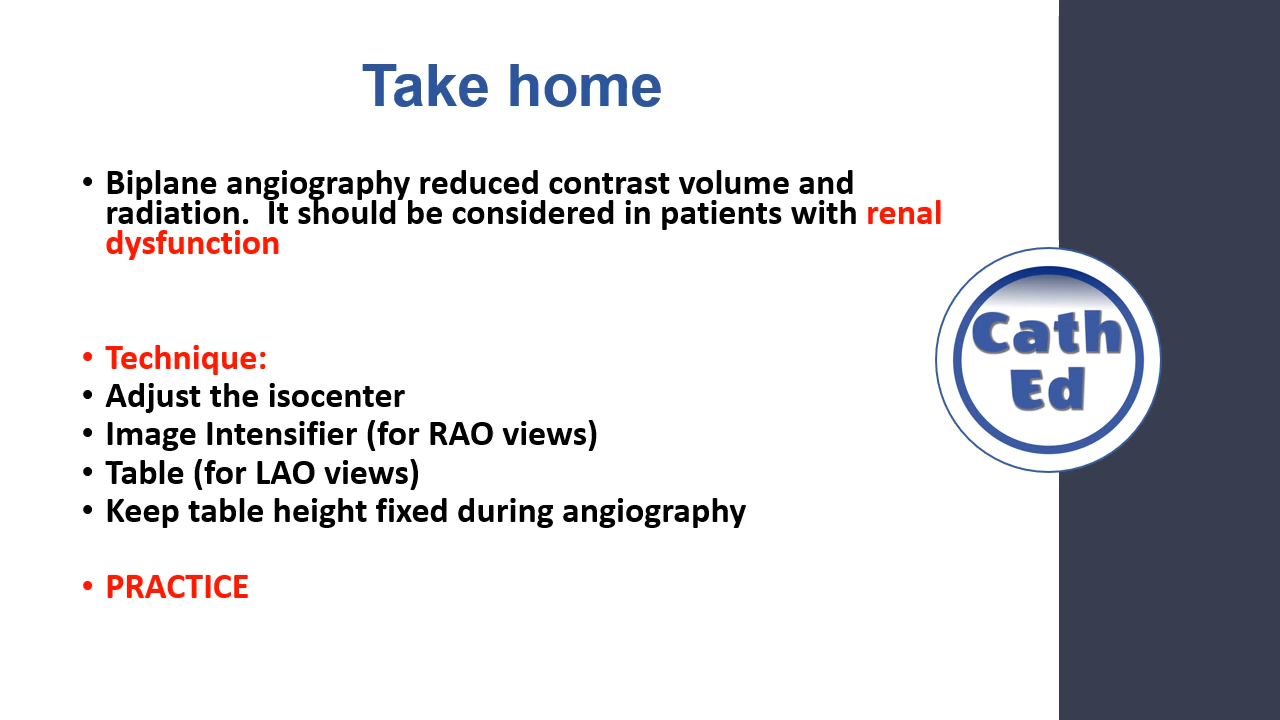 Take home
• Biplane angiography reduced contrast volume and
radiation.  It should be considered in patients with renal
dysfunction
• Technique:
• Adjust the isocenter
• Image Intensifier (for RAO views)
• Table (for LAO views)
• Keep table height fixed during angiography
• PRACTICE
Cath
Ed